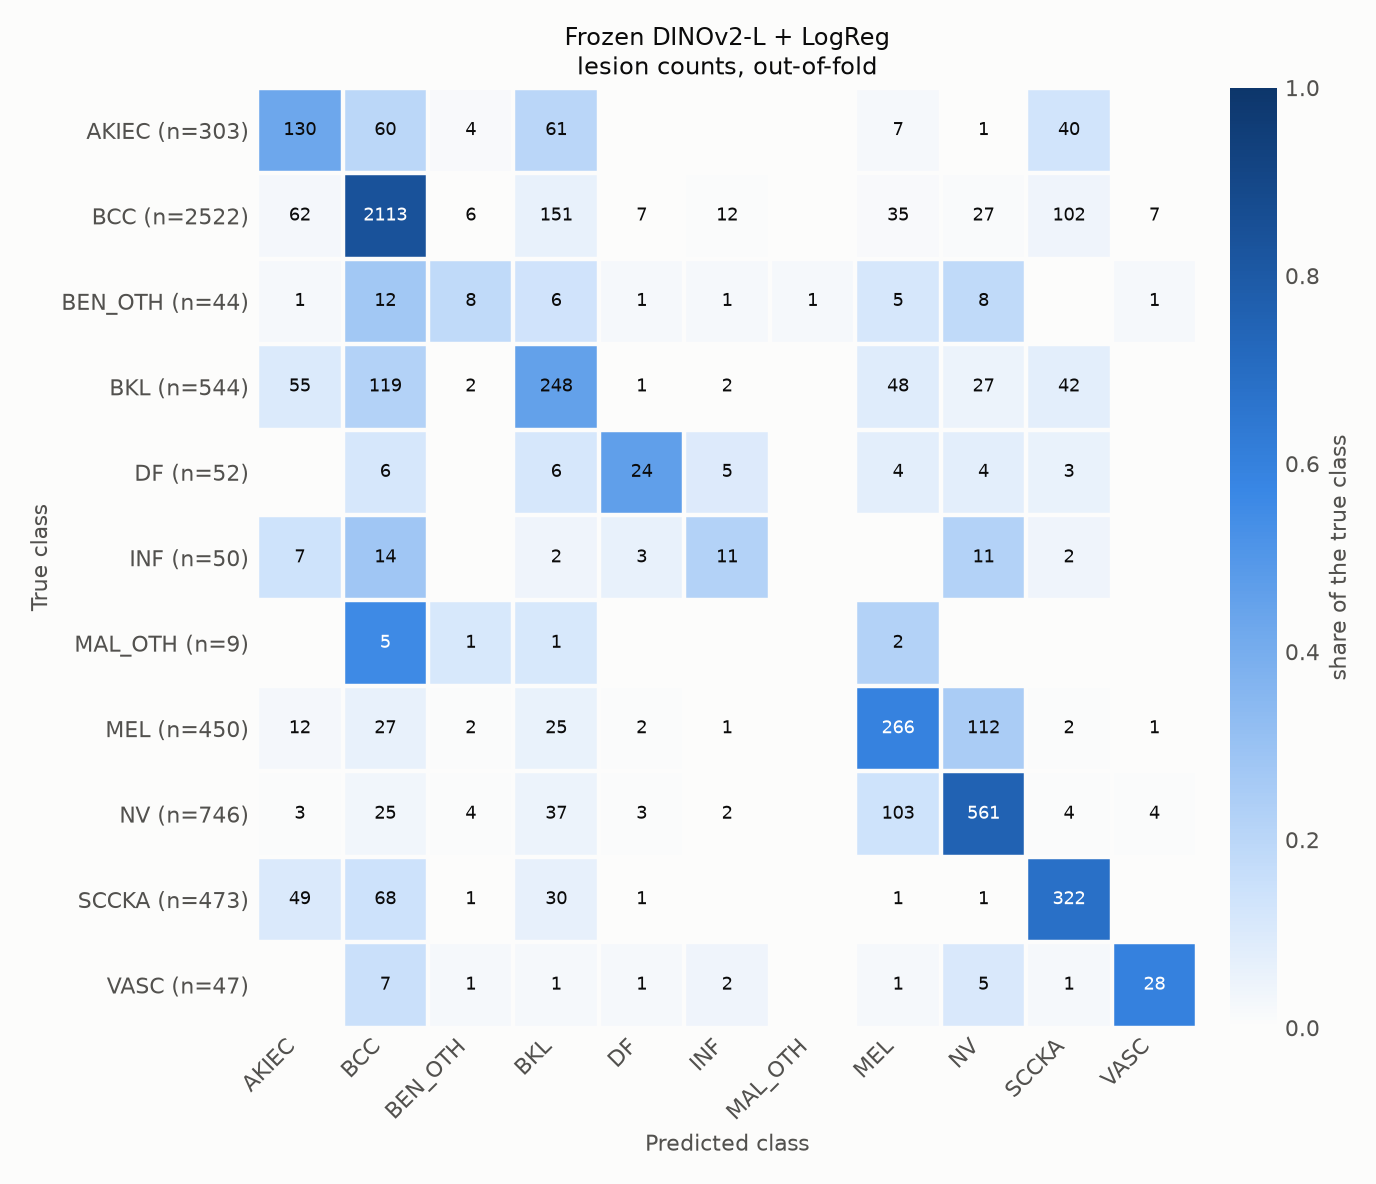 Frozen DINOv2-L + LogReg
lesion counts, out-of-fold
AKIEC (n=303) 130 60 4 61 7 1 40
BCC (n=2522) 62 2113 6 151 7 12 35 27 102 7
BEN_OTH (n=44) 1 12 8 6 1 1 1 5 8 1
BKL (n=544) 55 119 2 248 1 2 48 27 42
DF (n=52) 6 6 24 5 4 4 3
INF (n=50) 7 14 2 3 11 11 2
MAL_OTH (n=9) 5 1 1 2
MEL (n=450) 12 27 2 25 2 1 266 112 2 1
NV (n=746) 3 25 4 37 3 2 103 561 4 4
SCCKA (n=473) 49 68 1 30 1 1 1 322
VASC (n=47) 7 1 1 1 2 1 5 1 28
AKIEC BCC BEN_OTH BKL DF INF MAL_OTH MEL NV SCCKA VASC
Predicted class
True class
1.0
0.8
0.6
0.4
0.2
0.0
share of the true class